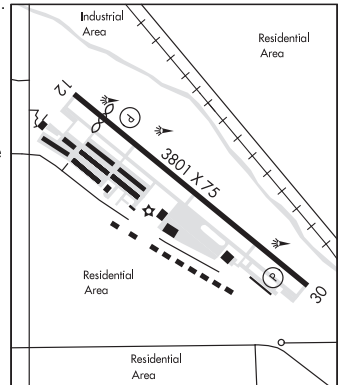 Industrial
Area
Residential
Area
12
P
3801 X 75
P
30
Residential
Area
Residential
Area